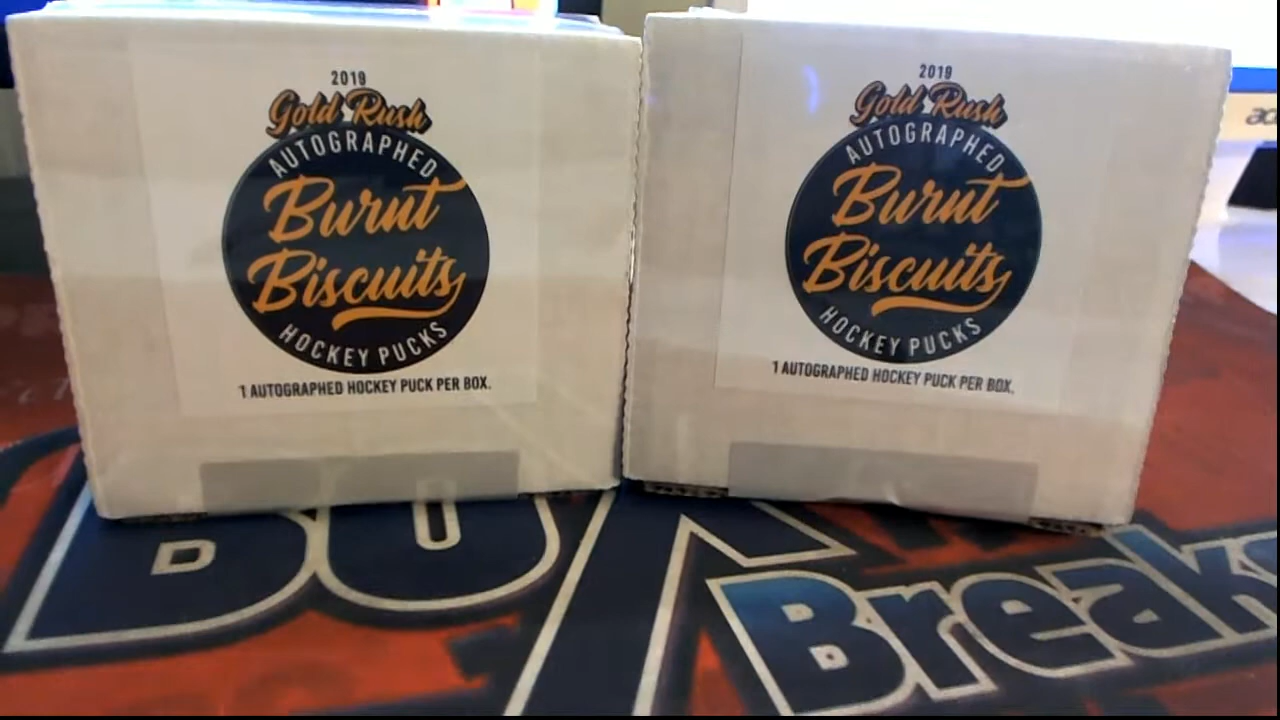 2019
Gold Rush
AUTOGRAPHED
Burnt
Biscuits
HOCKEY PUCKS
1 AUTOGRAPHED HOCKEY PUCK PER BOX.
2019
Gold Rush
AUTOGRAPHED
Burnt
Biscuits
HOCKEY PUCKS
1 AUTOGRAPHED HOCKEY PUCK PER BOX.
Breaks